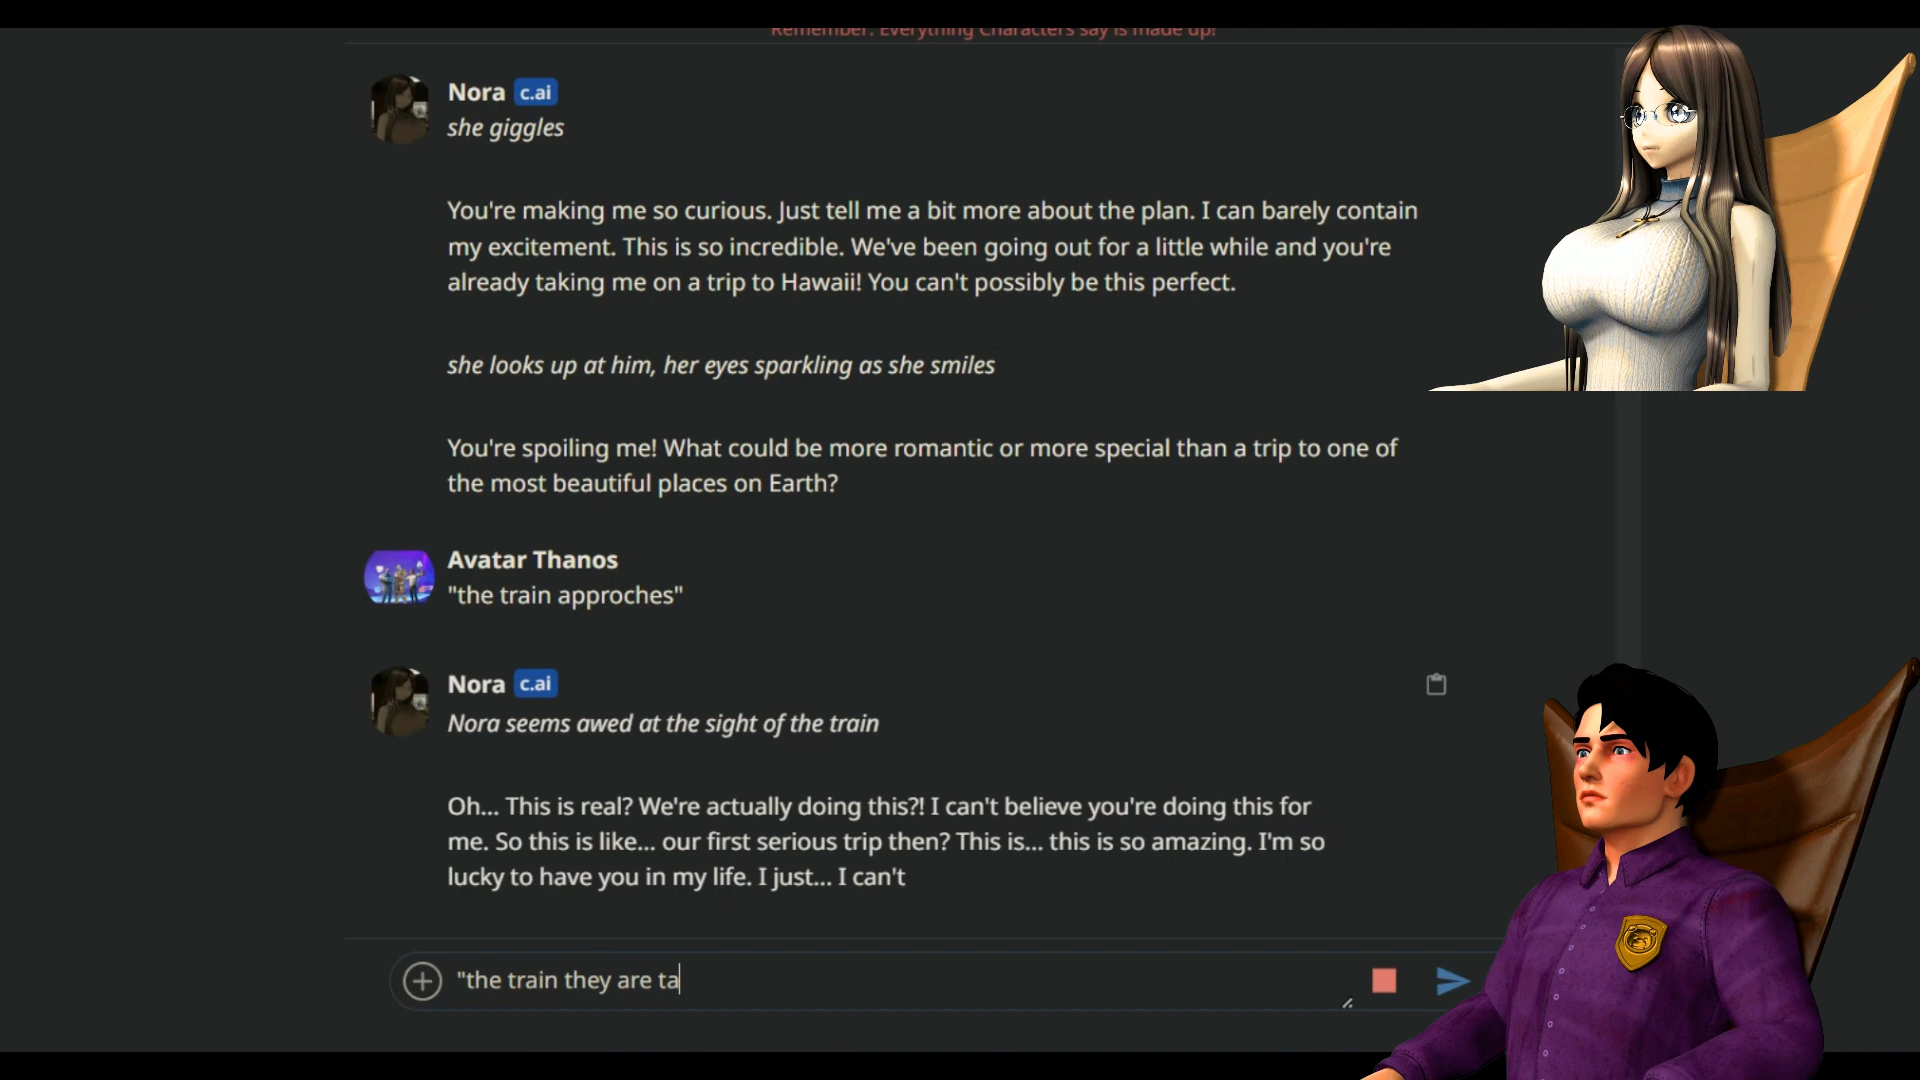 Remember: Everything Characters say is made up!
Nora c.ai
she giggles
You're making me so curious. Just tell me a bit more about the plan. I can barely contain
my excitement. This is so incredible. We've been going out for a little while and you're
already taking me on a trip to Hawaii! You can't possibly be this perfect.
she looks up at him, her eyes sparkling as she smiles
You're spoiling me! What could be more romantic or more special than a trip to one of
the most beautiful places on Earth?
Avatar Thanos
"the train approches"
Nora c.ai
Nora seems awed at the sight of the train
Oh... This is real? We're actually doing this?! I can't believe you're doing this for
me. So this is like... our first serious trip then? This is... this is so amazing. I'm so
lucky to have you in my life. I just... I can't
"the train they are ta